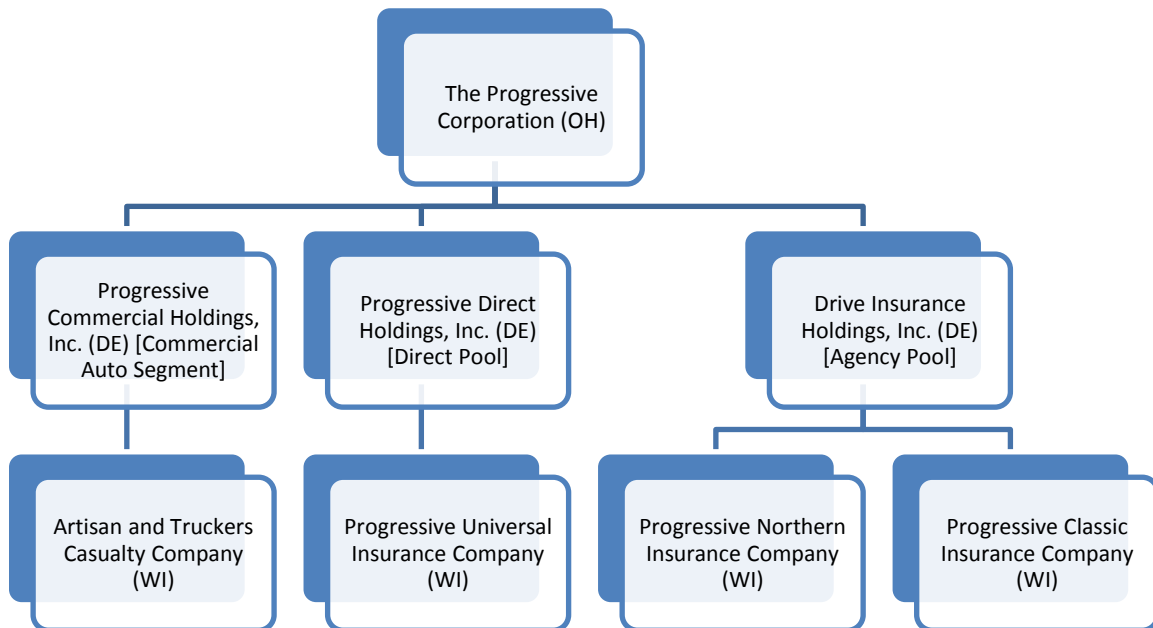 The Progressive
Corporation (OH)
Progressive
Commercial Holdings,
Inc. (DE) [Commercial
Auto Segment]
Progressive Direct
Holdings, Inc. (DE)
[Direct Pool]
Drive Insurance
Holdings, Inc. (DE)
[Agency Pool]
Artisan and Truckers
Casualty Company
(WI)
Progressive Universal
Insurance Company
(WI)
Progressive Northern
Insurance Company
(WI)
Progressive Classic
Insurance Company
(WI)